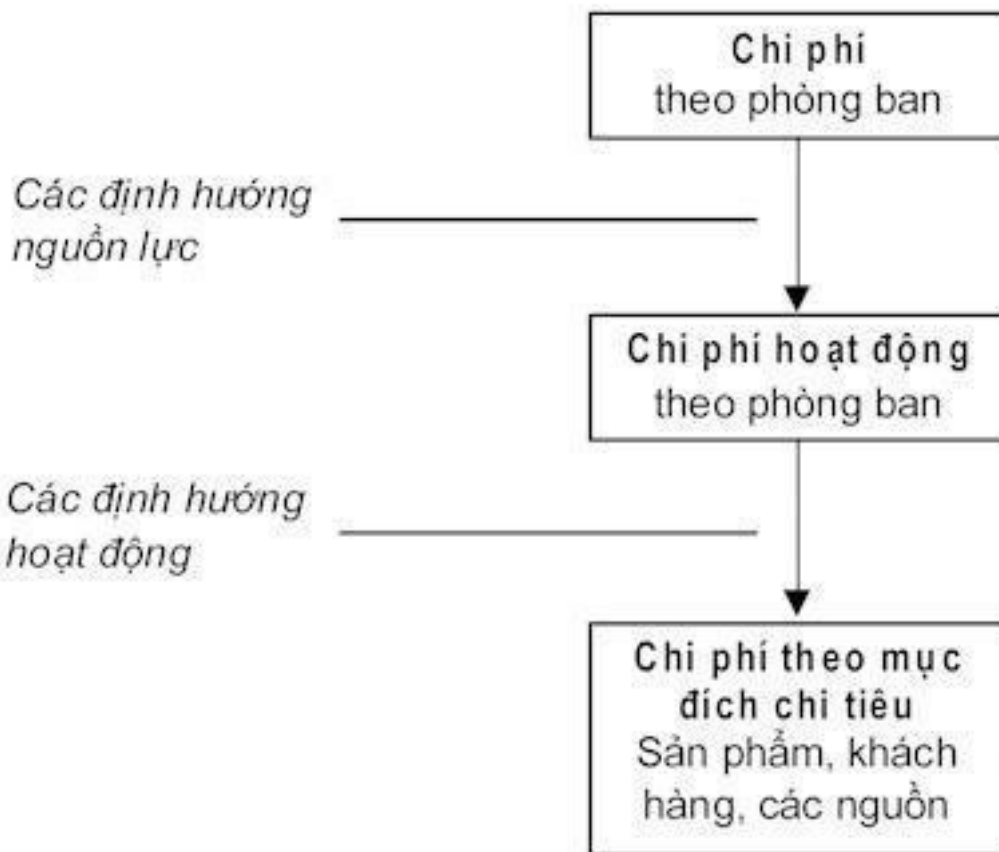 Chi phí
theo phòng ban
Các định hướng
nguồn lực
Chi phí hoạt động
theo phòng ban
Các định hướng
hoạt động
Chi phí theo mục
đích chi tiêu
Sản phẩm, khách
hàng, các nguồn